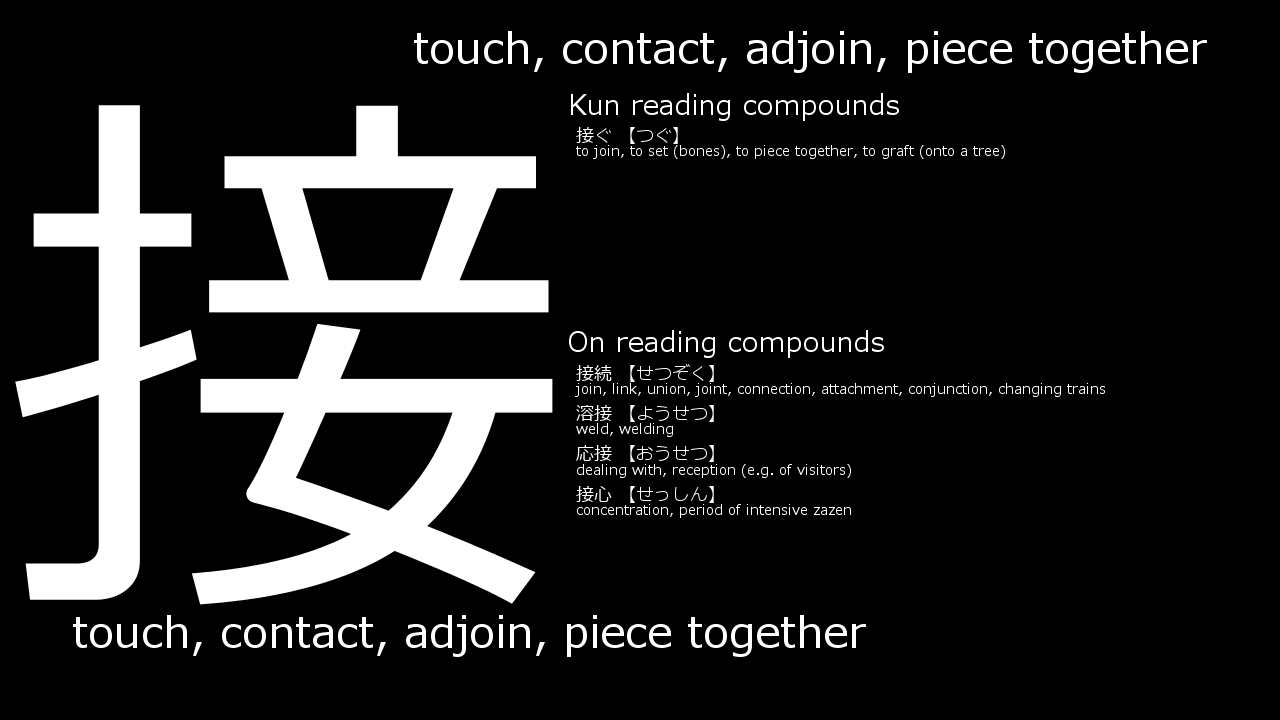 touch, contact, adjoin, piece together
接
Kun reading compounds
接ぐ 【つぐ】
to join, to set (bones), to piece together, to graft (onto a tree)
On reading compounds
接続 【せつぞく】
join, link, union, joint, connection, attachment, conjunction, changing trains
溶接 【ようせつ】
weld, welding
応接 【おうせつ】
dealing with, reception (e.g. of visitors)
接心 【せっしん】
concentration, period of intensive zazen
touch, contact, adjoin, piece together